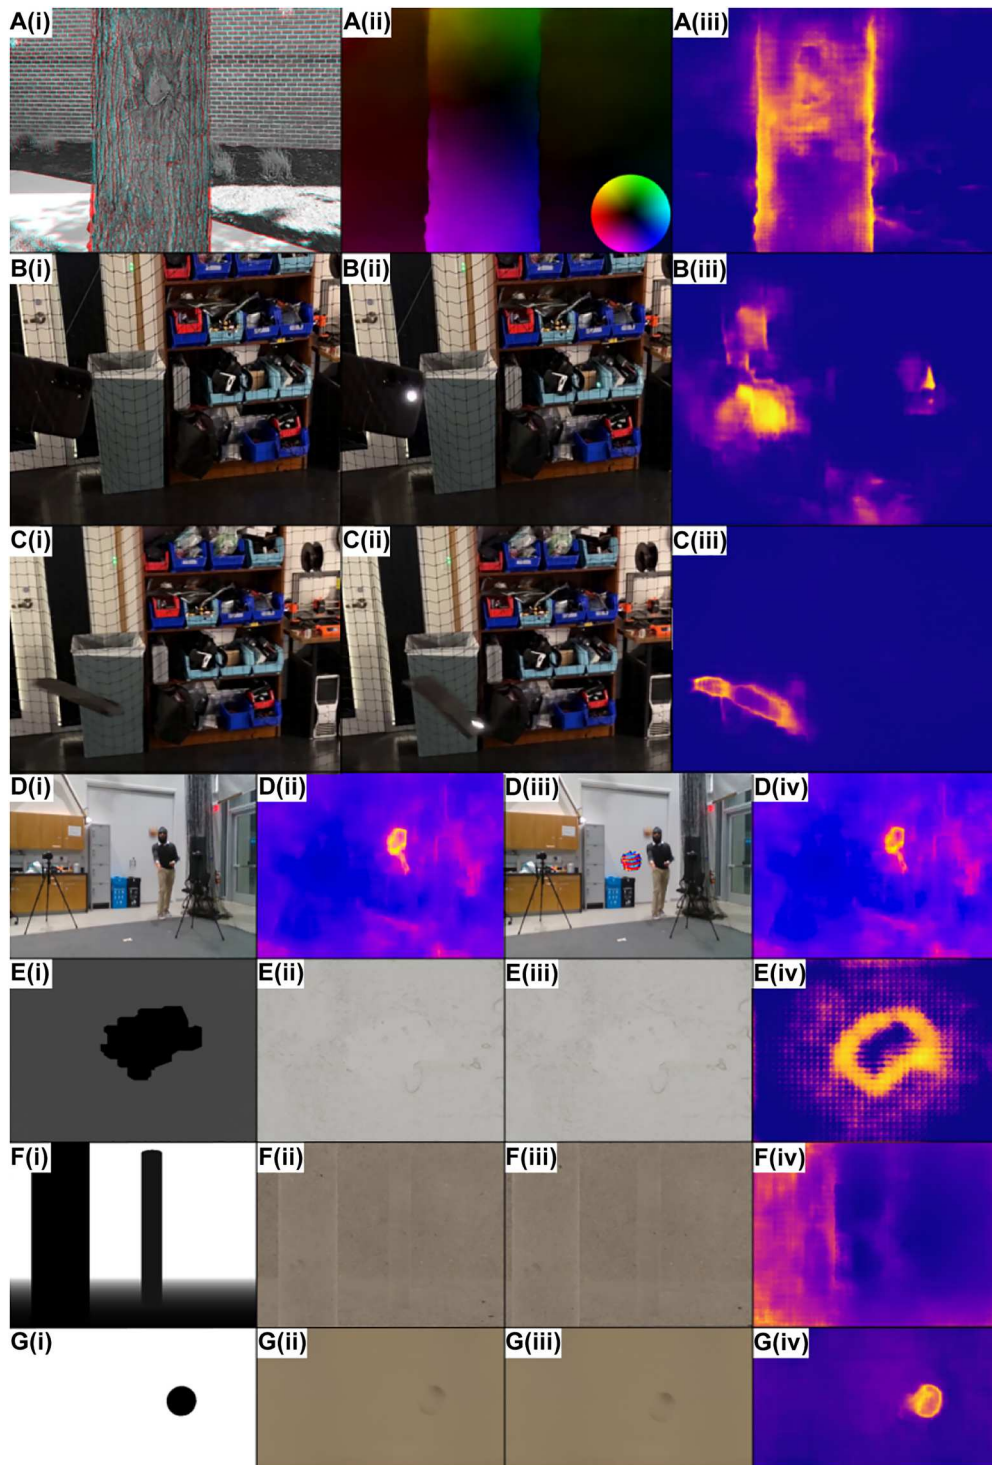 A(i) A(ii) A(iii)
B(i) B(ii) B(iii)
C(i) C(ii) C(iii)
D(i) D(ii) D(iii) D(iv)
E(i) E(ii) E(iii) E(iv)
F(i) F(ii) F(iii) F(iv)
G(i) G(ii) G(iii) G(iv)